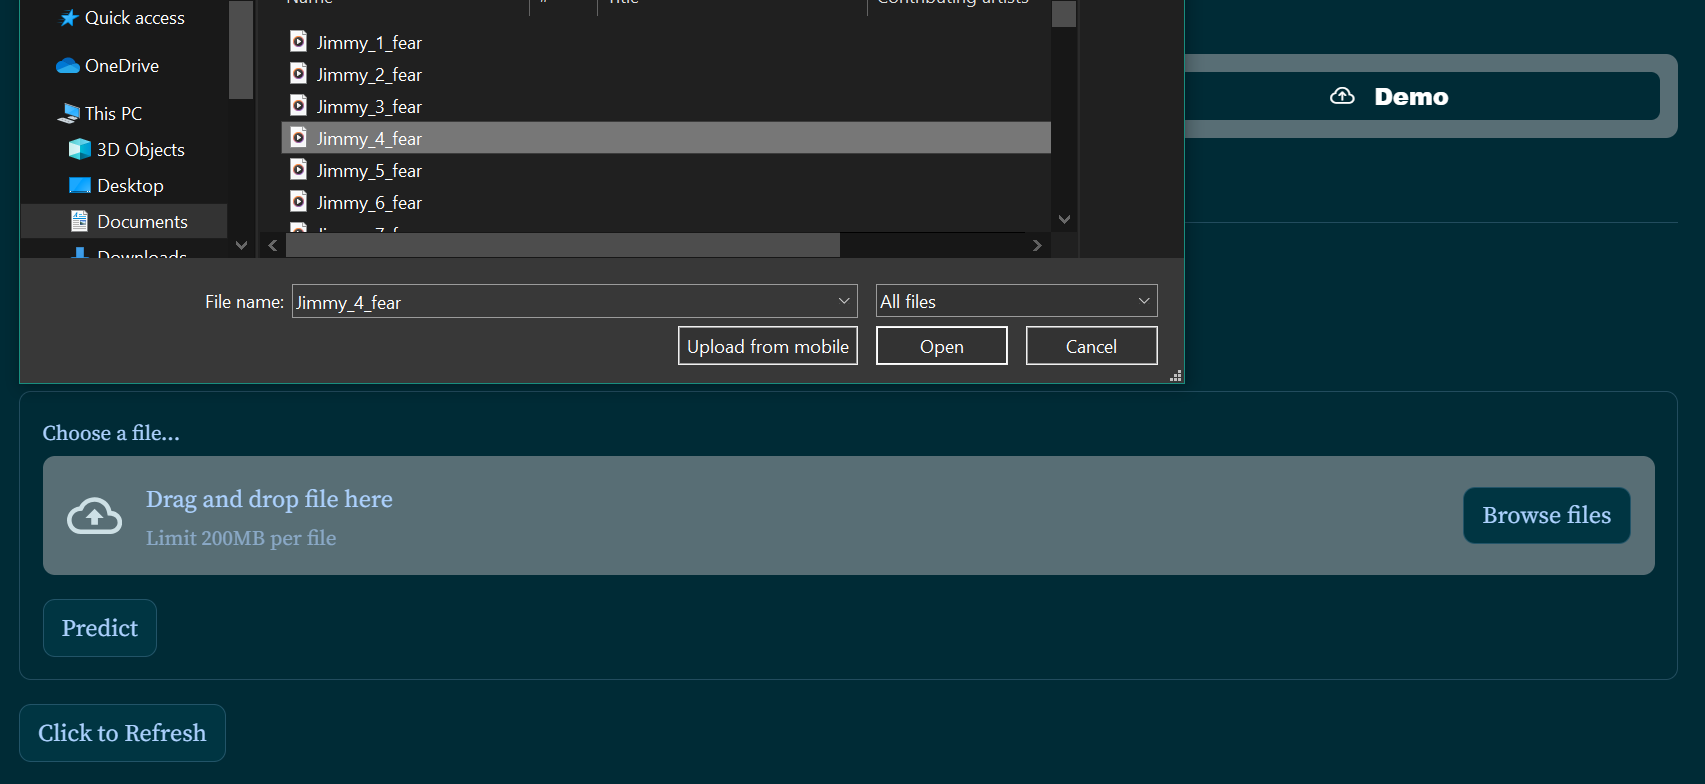 Name # Title Contributing artists
Quick access
OneDrive
This PC
3D Objects
Desktop
Documents
Downloads
Jimmy_1_fear
Jimmy_2_fear
Jimmy_3_fear
Jimmy_4_fear
Jimmy_5_fear
Jimmy_6_fear
Jimmy_7_fear
File name: Jimmy_4_fear
All files
Upload from mobile
Open
Cancel
Demo
Choose a file...
Drag and drop file here
Limit 200MB per file
Browse files
Predict
Click to Refresh